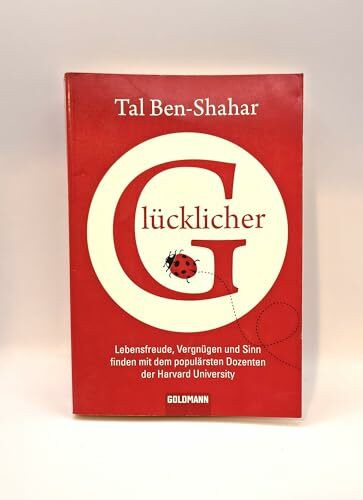 Tal Ben-Shahar
Glücklicher
Lebensfreude, Vergnügen und Sinn
finden mit dem populärsten Dozenten
der Harvard University
GOLDMANN